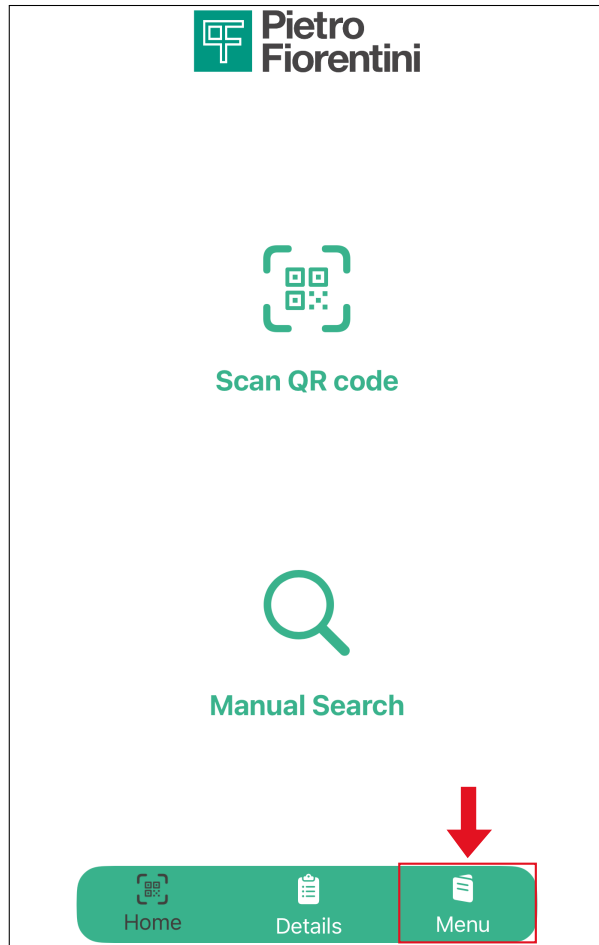 Pietro
Fiorentini
Scan QR code
Manual Search
Home
Details
Menu